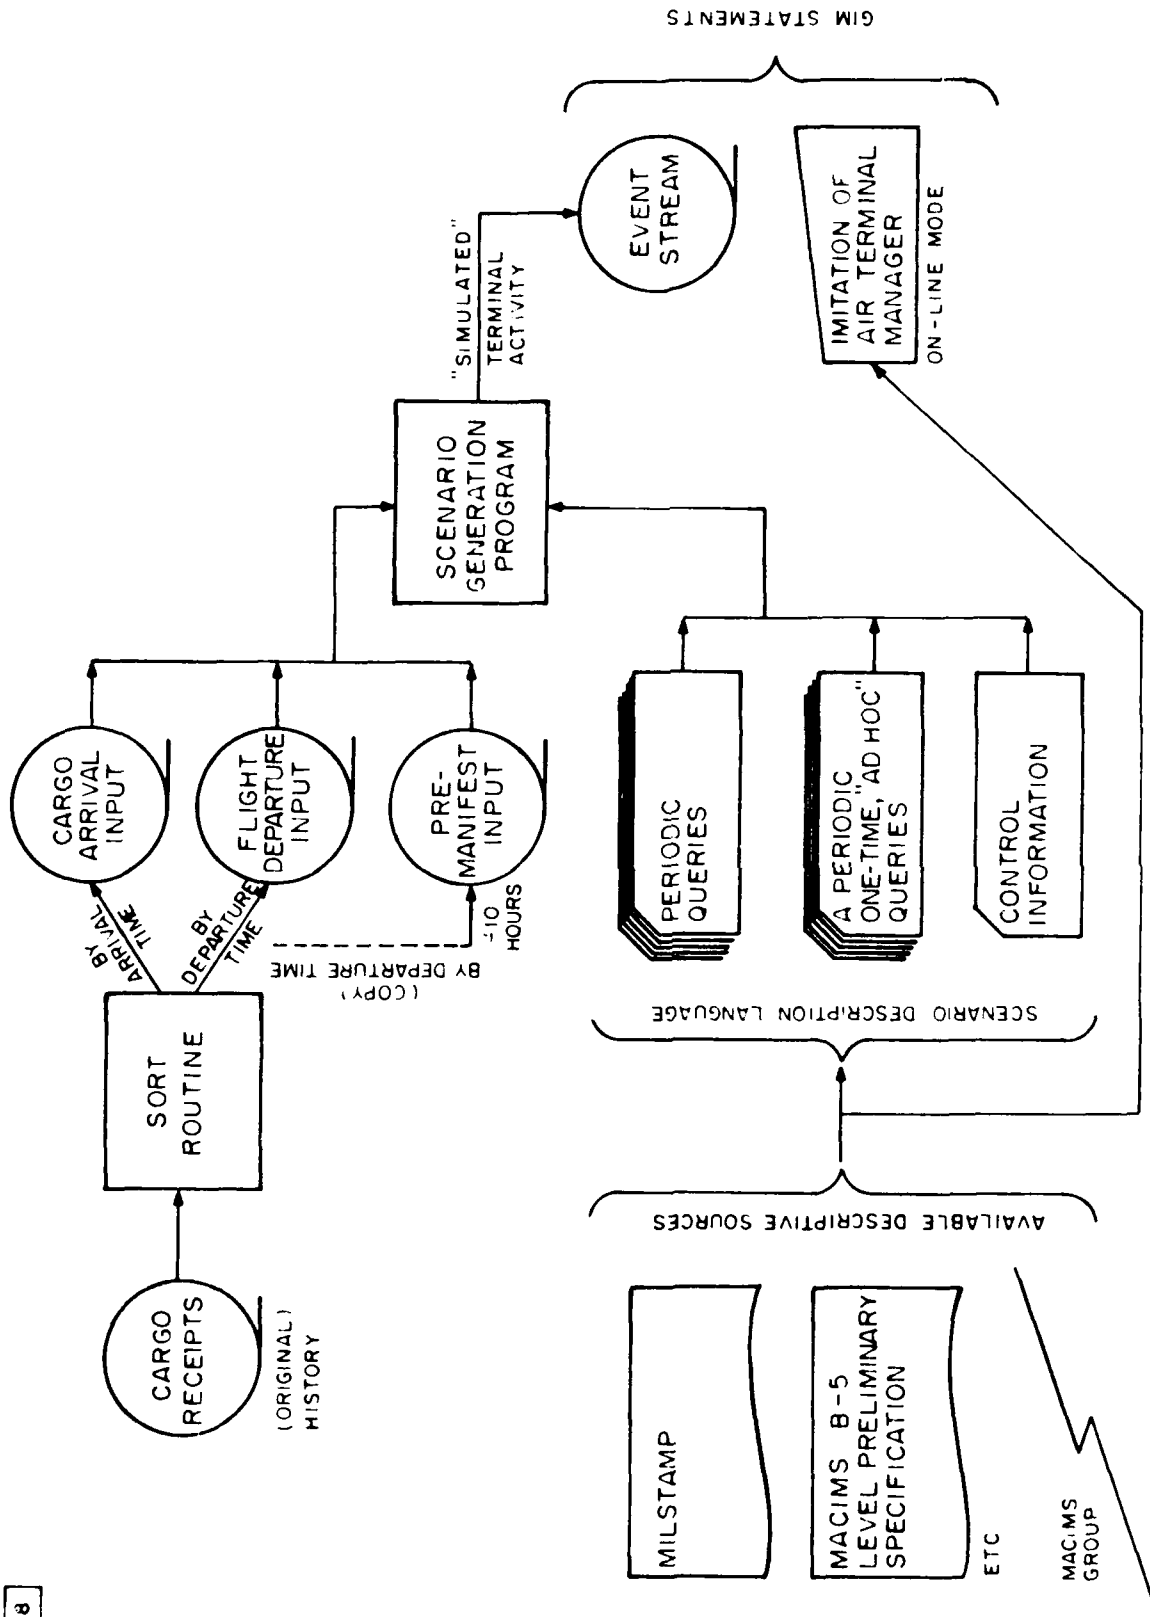 8
CARGO
RECEIPTS
(ORIGINAL)
HISTORY
SORT
ROUTINE
BY
ARRIVAL
TIME
BY
DEPARTURE
TIME
(COPY)
BY DEPARTURE TIME
-10
HOURS
CARGO
ARRIVAL
INPUT
FLIGHT
DEPARTURE
INPUT
PRE-
MANIFEST
INPUT
SCENARIO
GENERATION
PROGRAM
"SIMULATED"
TERMINAL
ACTIVITY
EVENT
STREAM
GIM STATEMENTS
IMITATION OF
AIR TERMINAL
MANAGER
ON-LINE MODE
MILSTAMP
MACIMS B-5
LEVEL PRELIMINARY
SPECIFICATION
ETC
MACIMS
GROUP
AVAILABLE DESCRIPTIVE SOURCES
SCENARIO DESCRIPTION LANGUAGE
PERIODIC
QUERIES
A PERIODIC
ONE-TIME,"AD HOC"
QUERIES
CONTROL
INFORMATION